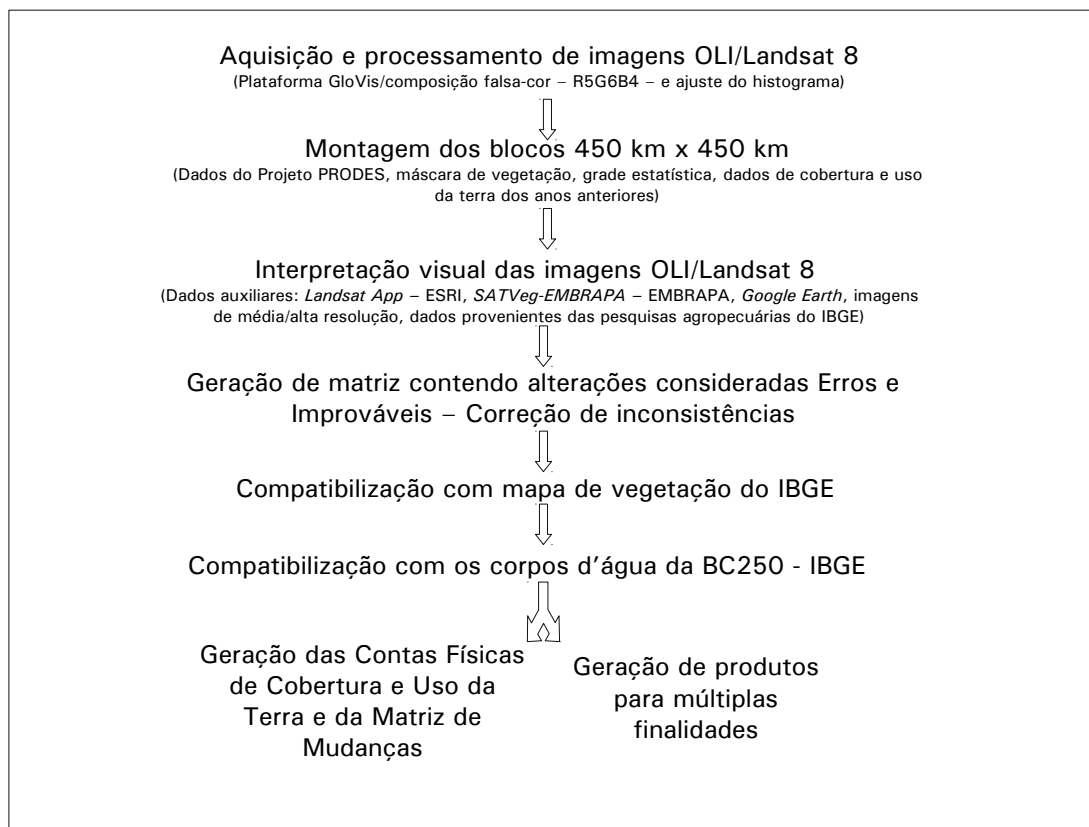 Aquisição e processamento de imagens OLI/Landsat 8
(Plataforma GloVis/composição falsa-cor – R5G6B4 – e ajuste do histograma)
Montagem dos blocos 450 km x 450 km
(Dados do Projeto PRODES, máscara de vegetação, grade estatística, dados de cobertura e uso
da terra dos anos anteriores)
Interpretação visual das imagens OLI/Landsat 8
(Dados auxiliares: Landsat App – ESRI, SATVeg-EMBRAPA – EMBRAPA, Google Earth, imagens
de média/alta resolução, dados provenientes das pesquisas agropecuárias do IBGE)
Geração de matriz contendo alterações consideradas Erros e
Improváveis – Correção de inconsistências
Compatibilização com mapa de vegetação do IBGE
Compatibilização com os corpos d'água da BC250 - IBGE
Geração das Contas Físicas
de Cobertura e Uso da
Terra e da Matriz de
Mudanças
Geração de produtos
para múltiplas
finalidades